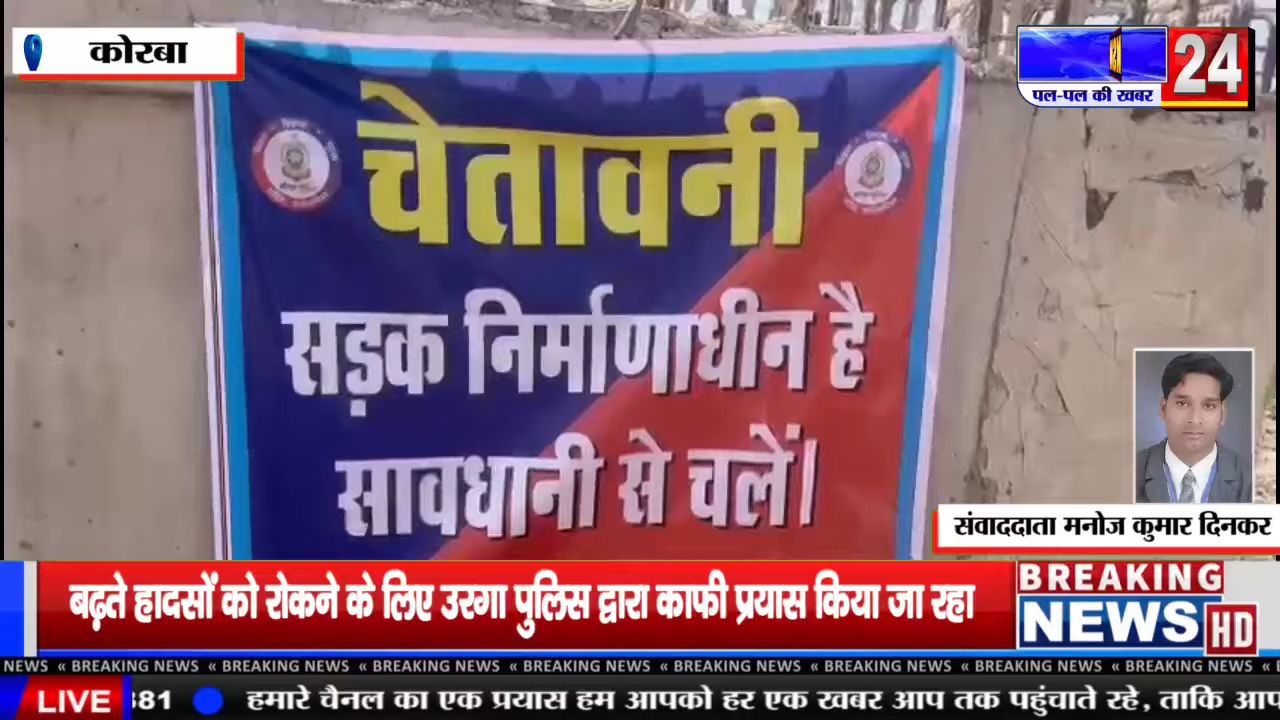 कोरबा
24
पल-पल की खबर
चेतावनी
सड़क निर्माणाधीन है
सावधानी से चलें।
संवाददाता मनोज कुमार दिनकर
बढ़ते हादसों को रोकने के लिए उरगा पुलिस द्वारा काफी प्रयास किया जा रहा
BREAKING
NEWS HD
NEWS « BREAKING NEWS « BREAKING NEWS « BREAKING NEWS « BREAKING NEWS « BREAKING NEWS « BREAKING NEWS « BREAKING NEWS «
LIVE 381 हमारे चैनल का एक प्रयास हम आपको हर एक खबर आप तक पहुंचाते रहे, ताकि आप